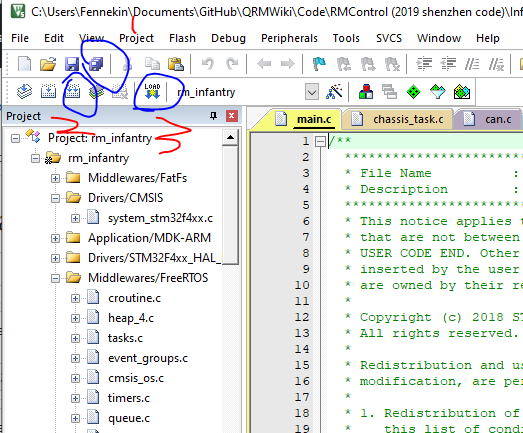 C:\Users\Fennekin\Documents\GitHub\QRMWiki\Code\RMControl (2019 shenzhen code)\Inf
File Edit View Project Flash Debug Peripherals Tools SVCS Window Help
LOAD rm_infantry
1
2
3
Project
main.c chassis_task.c can.c
Project: rm_infantry
rm_infantry
Middlewares/FatFs
Drivers/CMSIS
system_stm32f4xx.c
Application/MDK-ARM
Drivers/STM32F4xx_HAL_
Middlewares/FreeRTOS
croutine.c
heap_4.c
tasks.c
event_groups.c
cmsis_os.c
timers.c
queue.c
1 /**
2 ********************
3 * File Name :
4 * Description :
5 ********************
6 * This notice applies t
7 * that are not between
8 * USER CODE END. Other
9 * inserted by the user
10 * are owned by their re
11 *
12 * Copyright (c) 2018 ST
13 * All rights reserved.
14 *
15 * Redistribution and us
16 * modification, are per
17 *
18 * 1. Redistribution of
19 * this list of condi